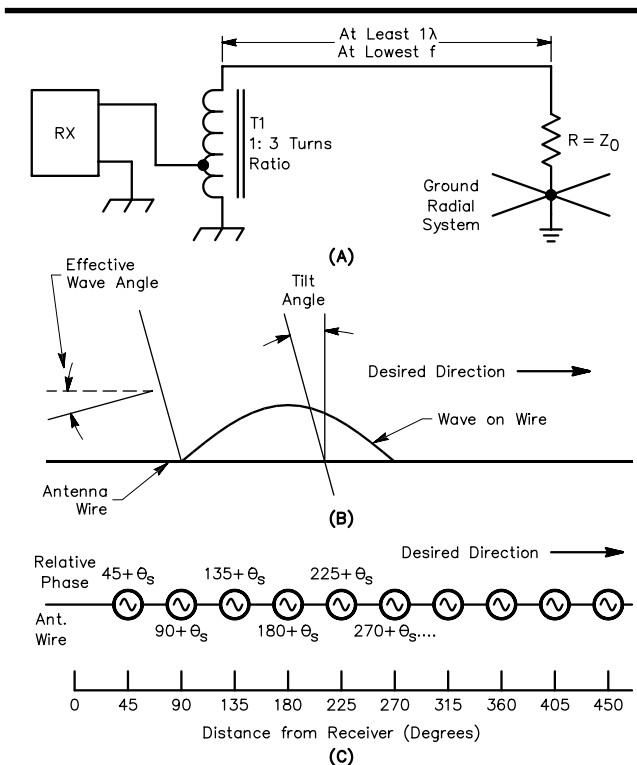 At Least 1λ
At Lowest f
RX
T1
1: 3 Turns
Ratio
R = Z0
Ground
Radial
System
(A)
Effective
Wave Angle
Tilt
Angle
Desired Direction
Wave on Wire
Antenna
Wire
(B)
Relative
Phase
45+θs
135+θs
225+θs
Desired Direction
Ant.
Wire
90+θs
180+θs
270+θs....
0 45 90 135 180 225 270 315 360 405 450
Distance from Receiver (Degrees)
(C)